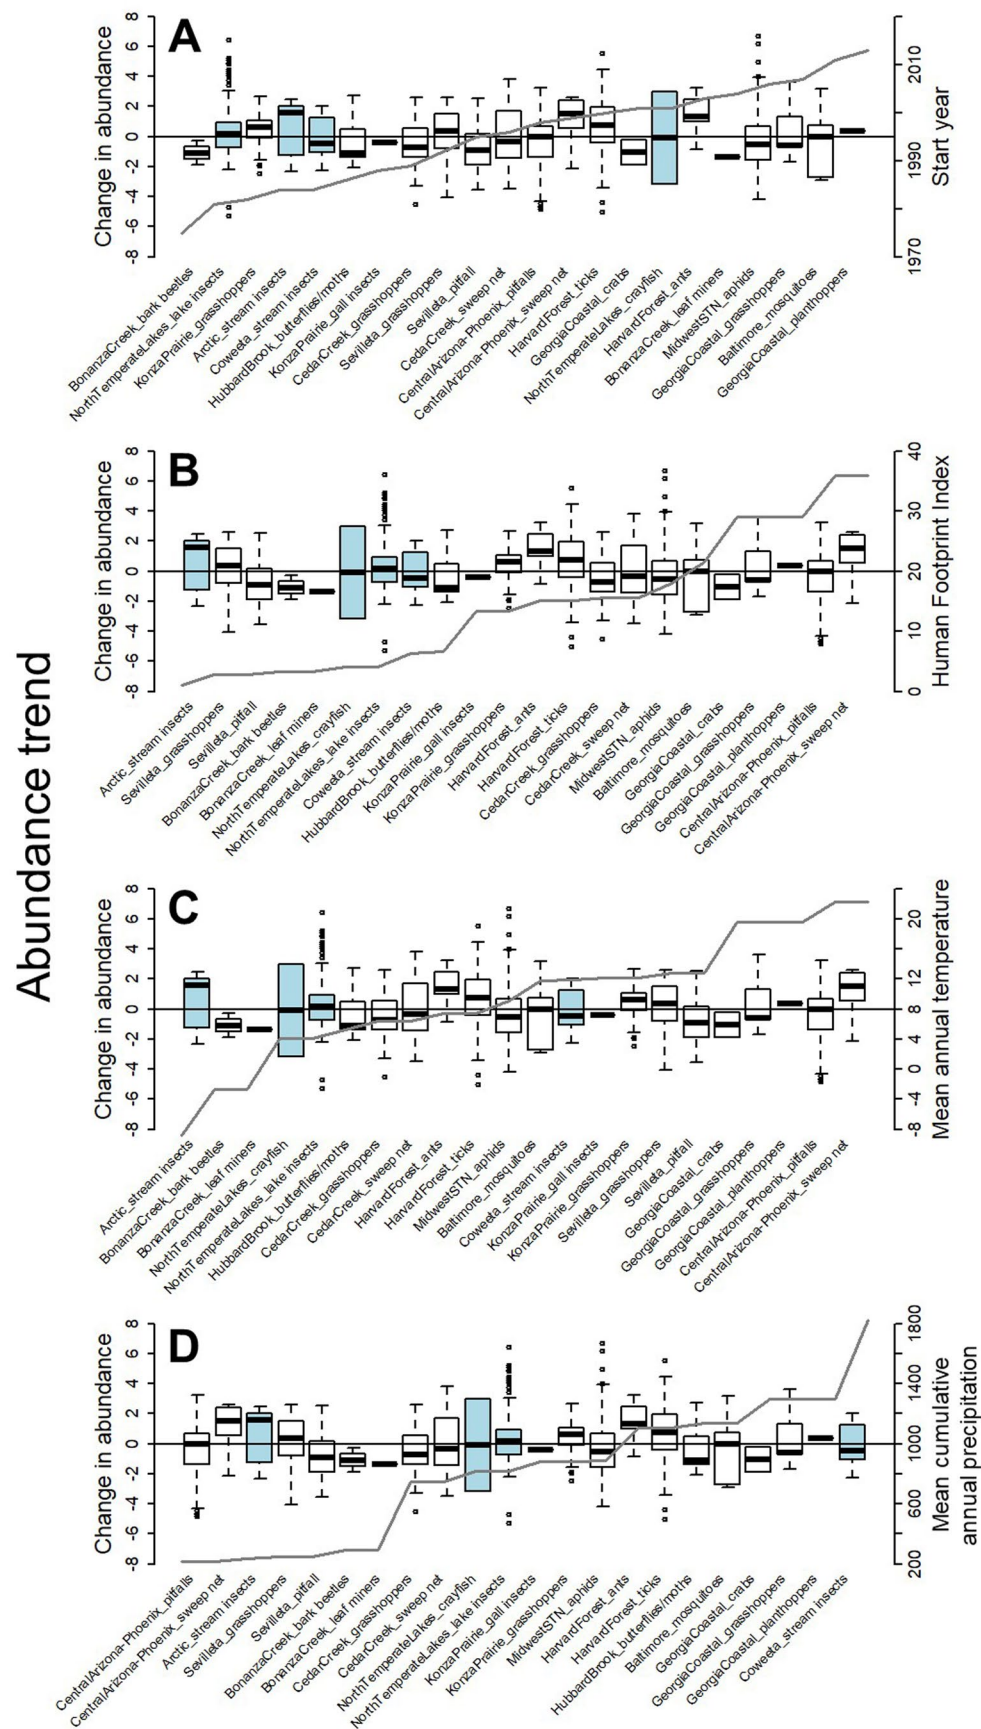 Abundance trend
A
Change in abundance
8
6
4
2
0
-2
-4
-6
-8
2010
1990
1970
Start year
BonanzaCreek_bark beetles
NorthTemperateLakes_lake insects
KonzaPrairie_grasshoppers
Arctic_stream insects
Coweeta_stream insects
HubbardBrook_butterflies/moths
KonzaPrairie_gall insects
CedarCreek_grasshoppers
Sevilleta_grasshoppers
Sevilleta_pitfall
CedarCreek_sweep net
CentralArizona-Phoenix_pitfalls
CentralArizona-Phoenix_sweep net
HarvardForest_ticks
GeorgiaCoastal_crabs
NorthTemperateLakes_crayfish
HarvardForest_ants
BonanzaCreek_leaf miners
MidwestSTN_aphids
GeorgiaCoastal_grasshoppers
Baltimore_mosquitoes
GeorgiaCoastal_planthoppers
B
Change in abundance
8
6
4
2
0
-2
-4
-6
-8
40
30
20
10
0
Human Footprint Index
Arctic_stream insects
Sevilleta_grasshoppers
Sevilleta_pitfall
BonanzaCreek_bark beetles
BonanzaCreek_leaf miners
NorthTemperateLakes_crayfish
NorthTemperateLakes_lake insects
Coweeta_stream insects
HubbardBrook_butterflies/moths
KonzaPrairie_gall insects
KonzaPrairie_grasshoppers
HarvardForest_ants
HarvardForest_ticks
CedarCreek_grasshoppers
CedarCreek_sweep net
MidwestSTN_aphids
Baltimore_mosquitoes
GeorgiaCoastal_crabs
GeorgiaCoastal_grasshoppers
GeorgiaCoastal_planthoppers
CentralArizona-Phoenix_pitfalls
CentralArizona-Phoenix_sweep net
C
Change in abundance
8
6
4
2
0
-2
-4
-6
-8
20
12
8
4
0
-4
-8
Mean annual temperature
Arctic_stream insects
BonanzaCreek_bark beetles
BonanzaCreek_leaf miners
NorthTemperateLakes_crayfish
NorthTemperateLakes_lake insects
HubbardBrook_butterflies/moths
CedarCreek_grasshoppers
CedarCreek_sweep net
HarvardForest_ants
HarvardForest_ticks
MidwestSTN_aphids
Baltimore_mosquitoes
Coweeta_stream insects
KonzaPrairie_gall insects
KonzaPrairie_grasshoppers
Sevilleta_grasshoppers
Sevilleta_pitfall
GeorgiaCoastal_crabs
GeorgiaCoastal_grasshoppers
GeorgiaCoastal_planthoppers
CentralArizona-Phoenix_pitfalls
CentralArizona-Phoenix_sweep net
D
Change in abundance
8
6
4
2
0
-2
-4
-6
-8
1800
1400
1000
600
200
Mean cumulative
annual precipitation
CentralArizona-Phoenix_pitfalls
CentralArizona-Phoenix_sweep net
Arctic_stream insects
Sevilleta_grasshoppers
Sevilleta_pitfall
BonanzaCreek_bark beetles
BonanzaCreek_leaf miners
CedarCreek_grasshoppers
CedarCreek_sweep net
NorthTemperateLakes_crayfish
NorthTemperateLakes_lake insects
KonzaPrairie_gall insects
KonzaPrairie_grasshoppers
MidwestSTN_aphids
HarvardForest_ants
HarvardForest_ticks
HubbardBrook_butterflies/moths
Baltimore_mosquitoes
GeorgiaCoastal_crabs
GeorgiaCoastal_grasshoppers
GeorgiaCoastal_planthoppers
Coweeta_stream insects